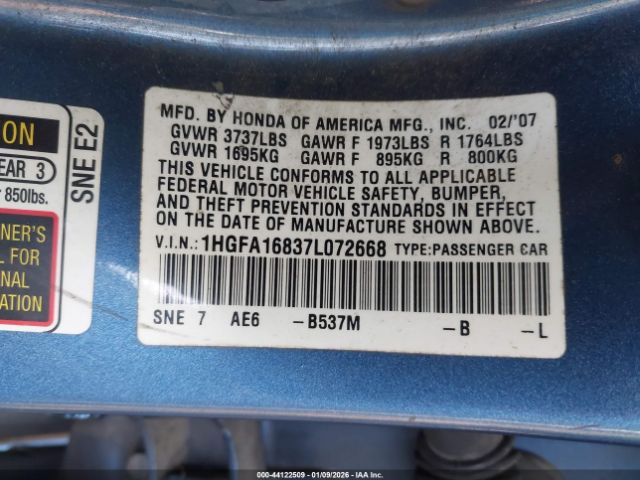 ON
EAR 3
850lbs.
NER'S
L FOR
NAL
ATION
SNE E2
MFD. BY HONDA OF AMERICA MFG., INC. 02/'07
GVWR 3737LBS GAWR F 1973LBS R 1764LBS
GVWR 1695KG GAWR F 895KG R 800KG
THIS VEHICLE CONFORMS TO ALL APPLICABLE
FEDERAL MOTOR VEHICLE SAFETY, BUMPER,
AND THEFT PREVENTION STANDARDS IN EFFECT
ON THE DATE OF MANUFACTURE SHOWN ABOVE.
V.I.N.: 1HGFA16837L072668 TYPE:PASSENGER CAR
SNE 7 AE6 -B537M -B -L
000-44122509 - 01/09/2026 - IAAI.COM